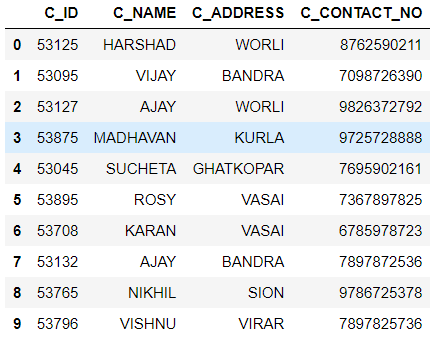 C_ID C_NAME C_ADDRESS C_CONTACT_NO
0 53125 HARSHAD WORLI 8762590211
1 53095 VIJAY BANDRA 7098726390
2 53127 AJAY WORLI 9826372792
3 53875 MADHAVAN KURLA 9725728888
4 53045 SUCHETA GHATKOPAR 7695902161
5 53895 ROSY VASAI 7367897825
6 53708 KARAN VASAI 6785978723
7 53132 AJAY BANDRA 7897872536
8 53765 NIKHIL SION 9786725378
9 53796 VISHNU VIRAR 7897825736